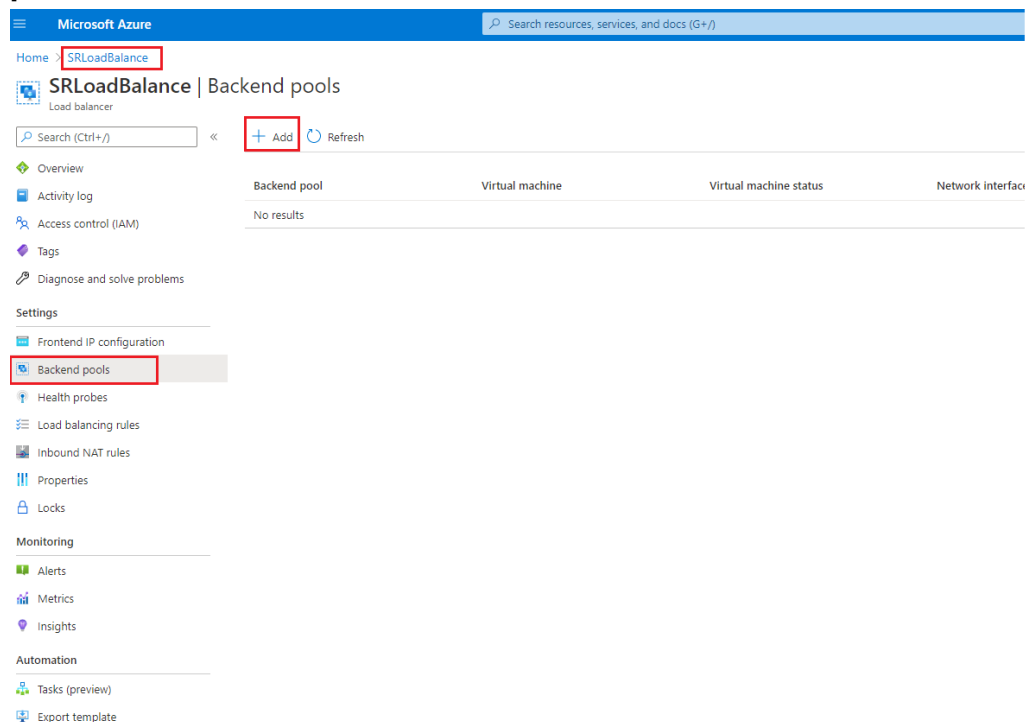 Microsoft Azure
Search resources, services, and docs (G+/)
Home > SRLoadBalance
SRLoadBalance | Backend pools
Load balancer
Search (Ctrl+/)
«
+ Add
Refresh
Overview
Activity log
Access control (IAM)
Tags
Diagnose and solve problems
Settings
Frontend IP configuration
Backend pools
Health probes
Load balancing rules
Inbound NAT rules
Properties
Locks
Monitoring
Alerts
Metrics
Insights
Automation
Tasks (preview)
Export template
Backend pool Virtual machine Virtual machine status Network interface
No results